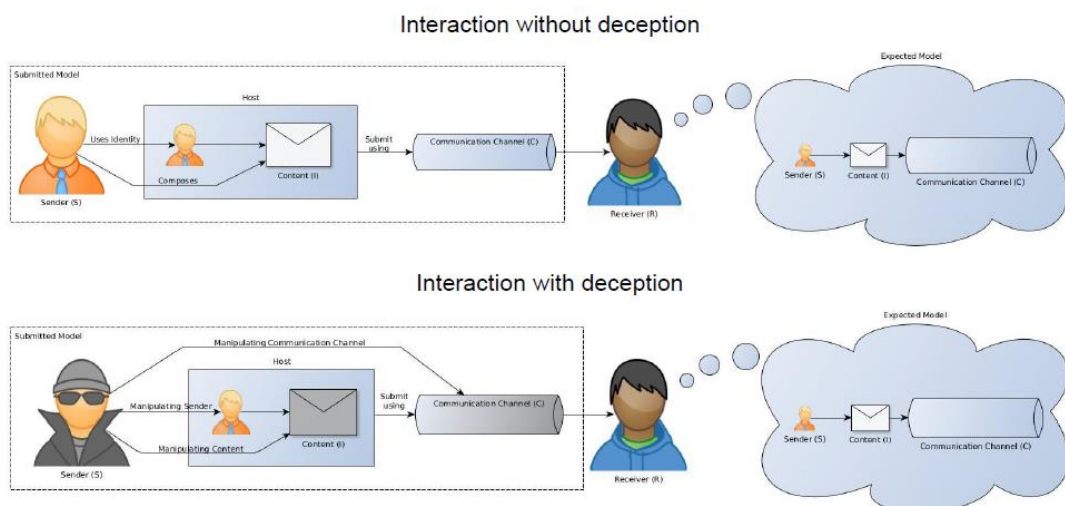 Interaction without deception
Submitted Model
Expected Model
Host
Uses Identity
Submit
using
Communication Channel (C)
Content (I)
Composes
Sender (S)
Receiver (R)
Sender (S)
Content (I)
Communication Channel (C)
Interaction with deception
Submitted Model
Expected Model
Manipulating Communication Channel
Host
Manipulating Sender
Submit
using
Communication Channel (C)
Content (I)
Manipulating Content
Sender (S)
Receiver (R)
Sender (S)
Content (I)
Communication Channel (C)